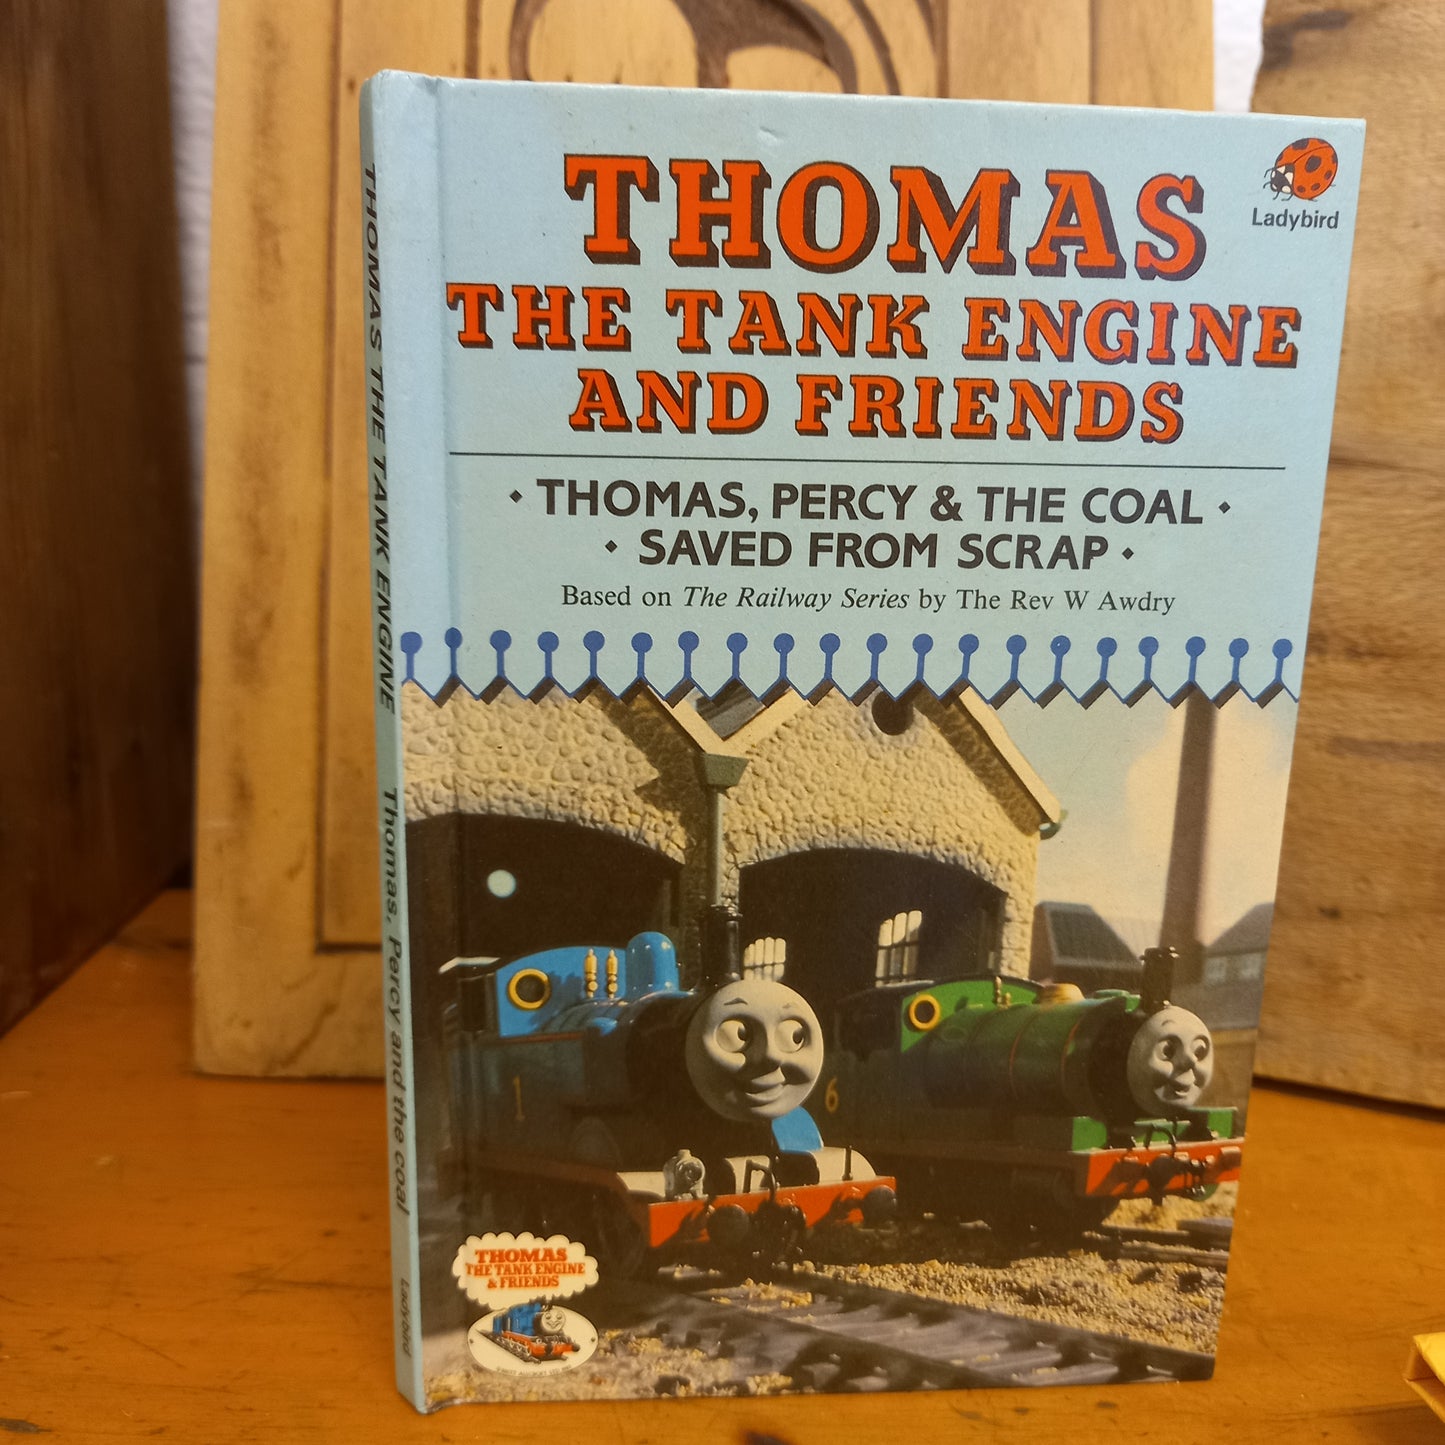 THOMAS
THE TANK ENGINE
AND FRIENDS
Ladybird
• THOMAS, PERCY & THE COAL •
• SAVED FROM SCRAP •
Based on The Railway Series by The Rev W Awdry
1
6
THOMAS
THE TANK ENGINE
& FRIENDS
THOMAS THE TANK ENGINE Thomas, Percy and the coal Ladybird